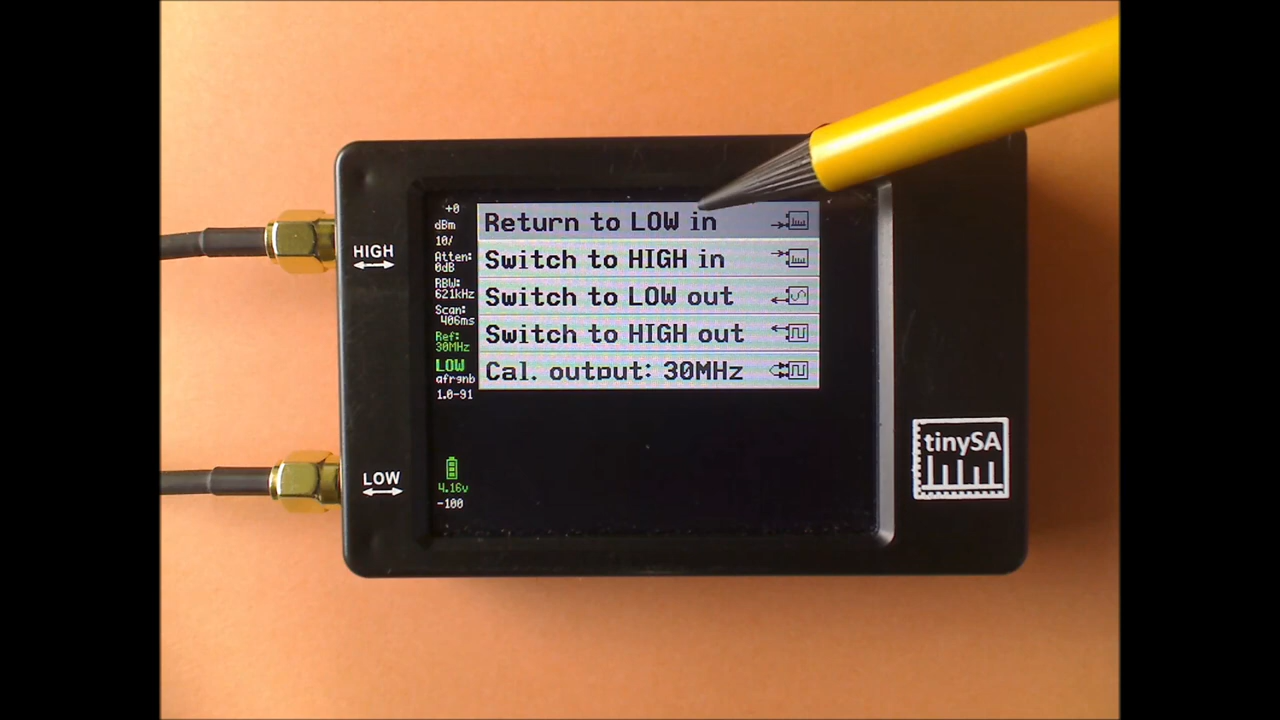 HIGH
LOW
+0
dBm
10/
Atten:
0dB
RBW:
621kHz
Scan:
406ms
Ref:
30MHz
LOW
afrgnb
1.0-91
4.16v
-100
Return to LOW in
Switch to HIGH in
Switch to LOW out
Switch to HIGH out
Cal. output: 30MHz
tinySA